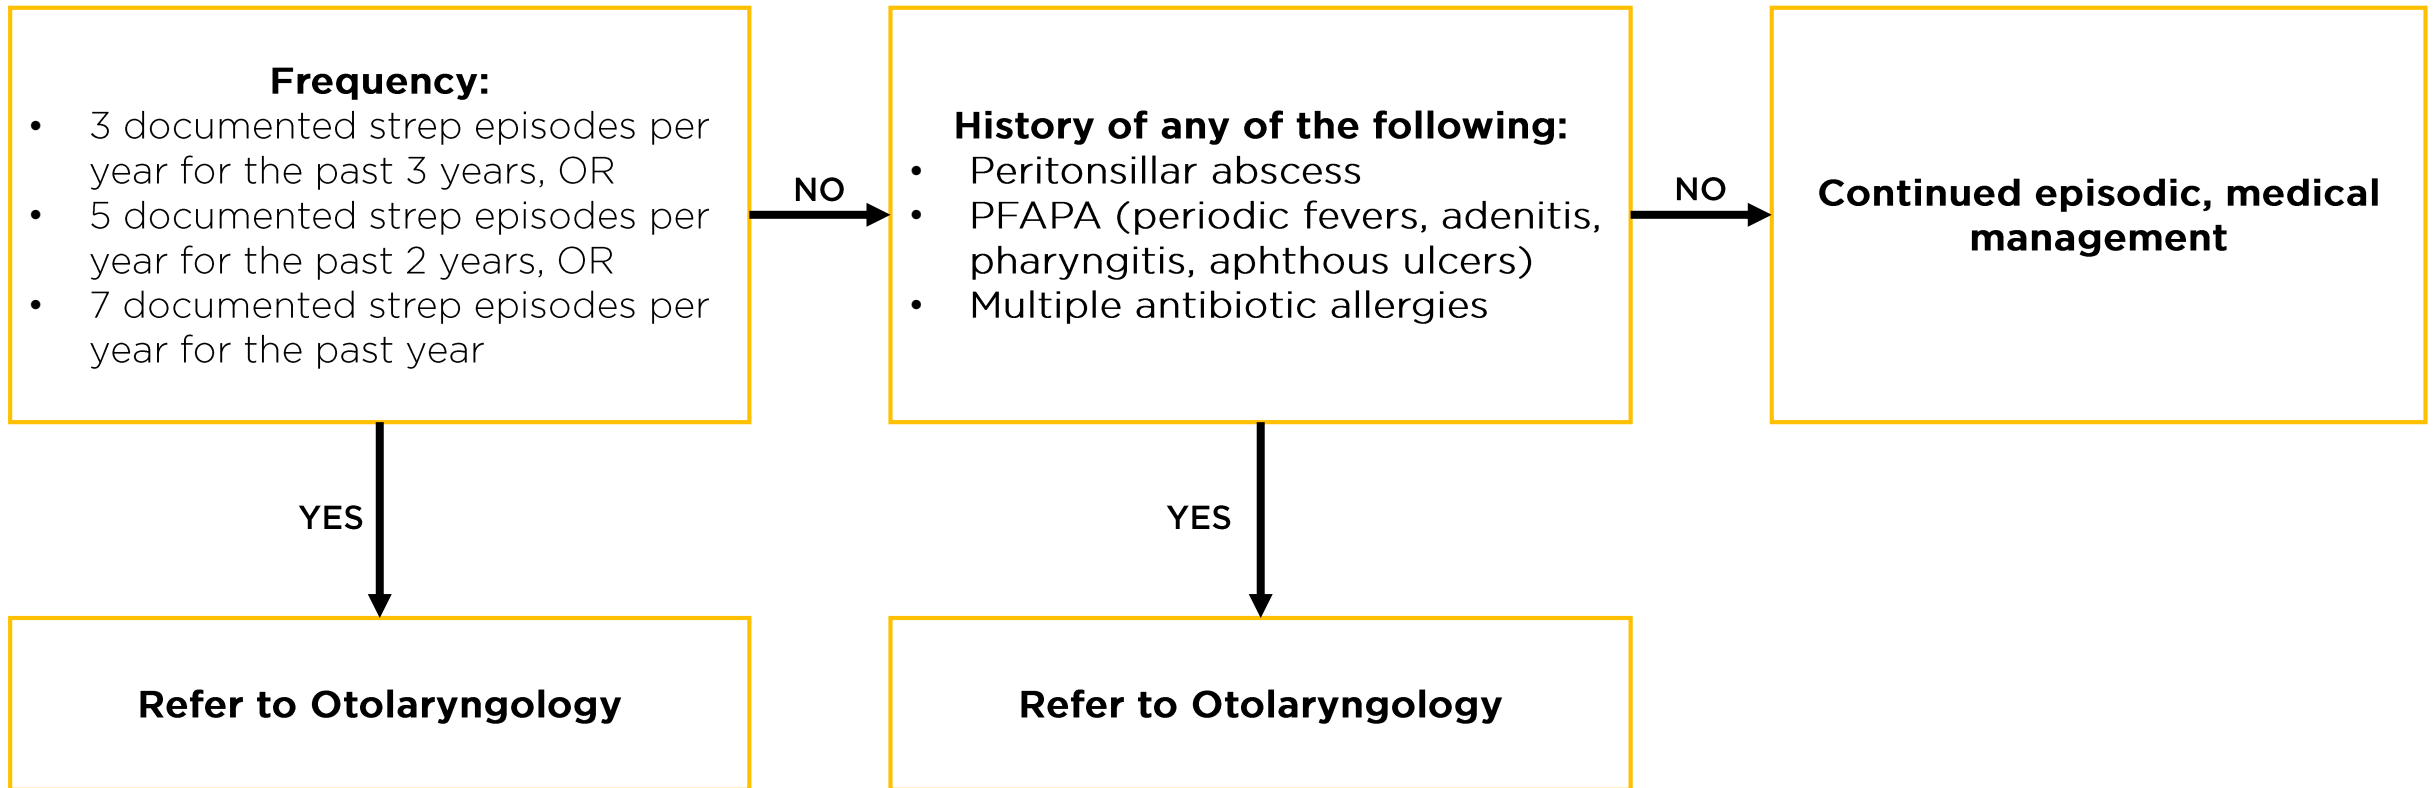 Frequency:
• 3 documented strep episodes per
year for the past 3 years, OR
• 5 documented strep episodes per
year for the past 2 years, OR
• 7 documented strep episodes per
year for the past year
NO
History of any of the following:
• Peritonsillar abscess
• PFAPA (periodic fevers, adenitis,
pharyngitis, aphthous ulcers)
• Multiple antibiotic allergies
NO
Continued episodic, medical
management
YES
YES
Refer to Otolaryngology
Refer to Otolaryngology